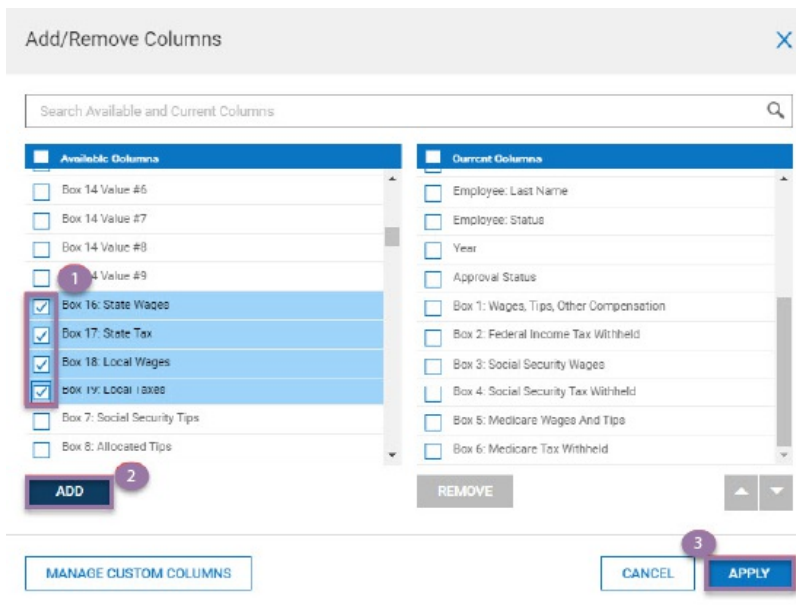 Add/Remove Columns
Search Available and Current Columns
Available Columns
Box 14 Value #6
Box 14 Value #7
Box 14 Value #8
4 Value #9
1
Box 16: State Wages
Box 17: State Tax
Box 18: Local Wages
Box 19: Local Taxes
Box 7: Social Security Tips
Box 8: Allocated Tips
ADD
2
Current Columns
Employee: Last Name
Employee: Status
Year
Approval Status
Box 1: Wages, Tips, Other Compensation
Box 2: Federal Income Tax Withheld
Box 3: Social Security Wages
Box 4: Social Security Tax Withheld
Box 5: Medicare Wages And Tips
Box 6: Medicare Tax Withheld
REMOVE
MANAGE CUSTOM COLUMNS
CANCEL
3
APPLY